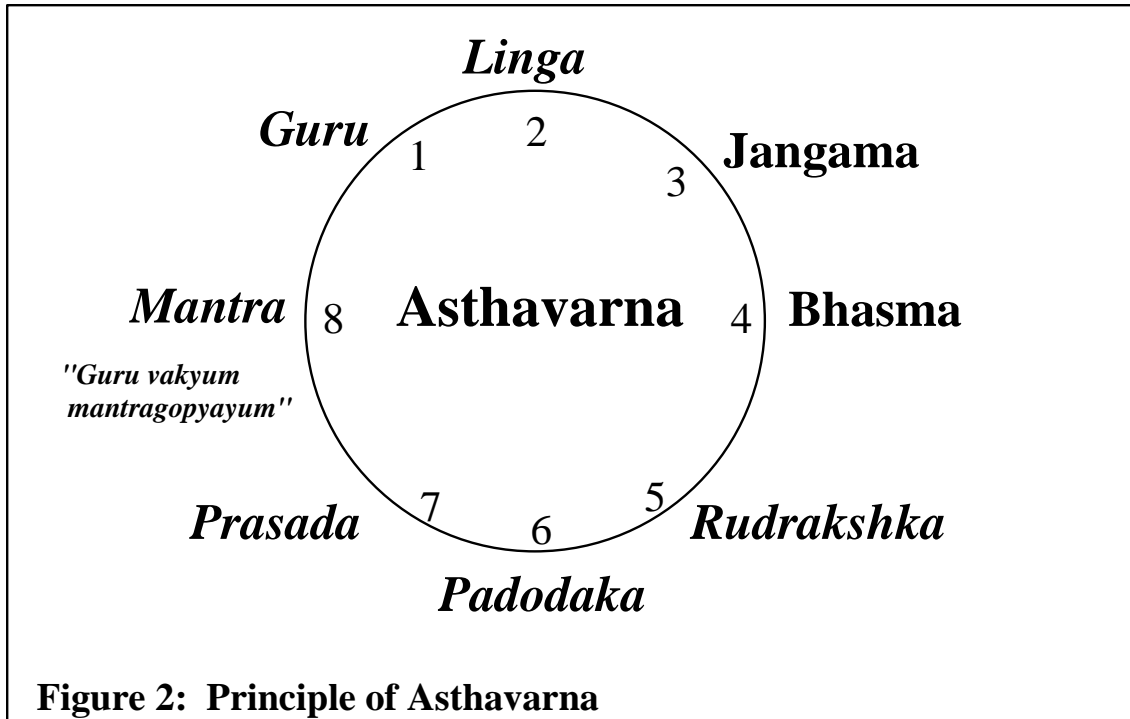 Linga
Guru
1
2
3
Jangama
Mantra
8
Asthavarna
4
Bhasma
"Guru vakyum
mantragopyayum"
Prasada
7
6
5
Rudrakshka
Padodaka
Figure 2: Principle of Asthavarna